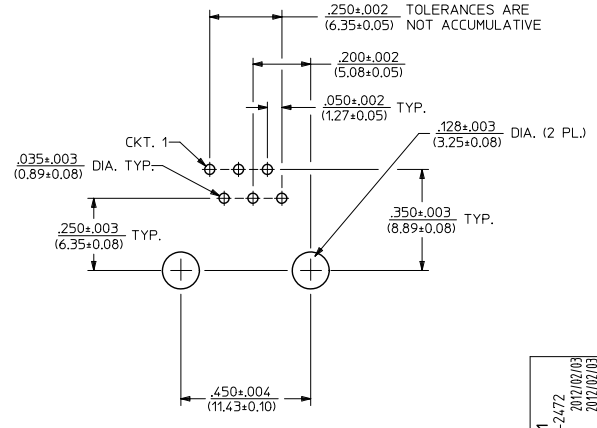 .250±.002 TOLERANCES ARE
(6.35±0.05) NOT ACCUMULATIVE
.200±.002
(5.08±0.05)
.050±.002 TYP.
(1.27±0.05)
CKT. 1
.128±.003 DIA. (2 PL.)
(3.25±0.08)
.035±.003 DIA. TYP.
(0.89±0.08)
.250±.003 TYP.
(6.35±0.08)
.350±.003 TYP.
(8.89±0.08)
.450±.004
(11.43±0.10)
-2472
2012/02/03
2012/02/03